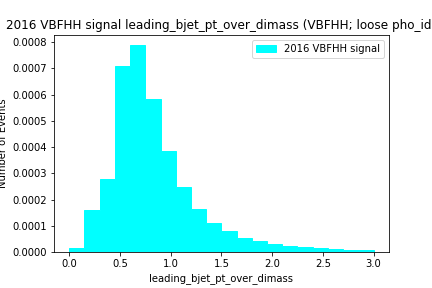 2016 VBFHH signal leading_bjet_pt_over_dimass (VBFHH; loose pho_id
2016 VBFHH signal
0.0008
0.0007
0.0006
0.0005
0.0004
0.0003
0.0002
0.0001
0.0000
Number of Events
0.0 0.5 1.0 1.5 2.0 2.5 3.0
leading_bjet_pt_over_dimass